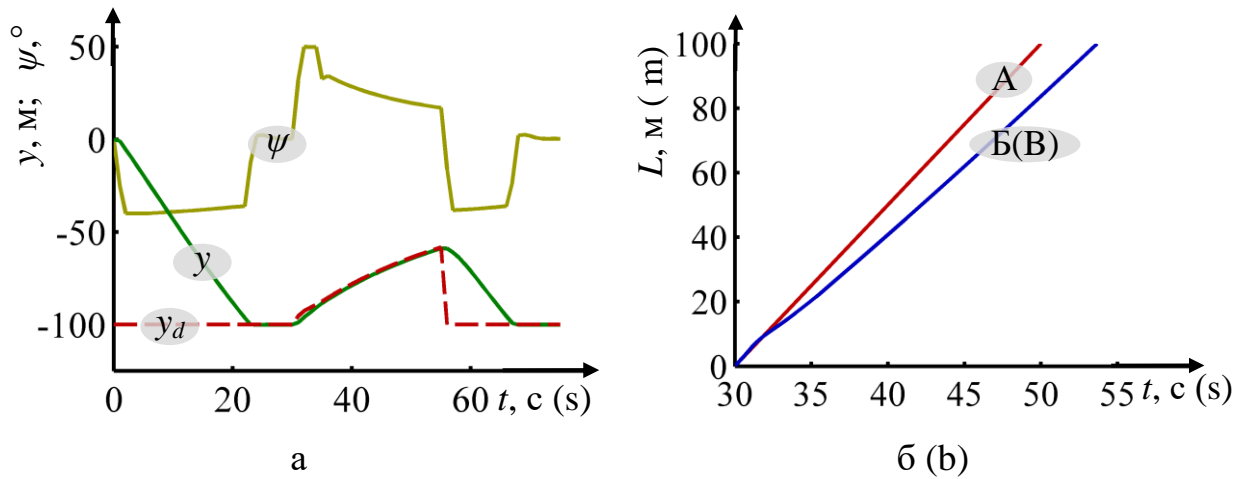 y, м; ψ,°
50
0
-50
-100
ψ
y
y_d
0 20 40 60 t, с (s)
а
L, м ( m)
100
80
60
40
20
0
А
Б(В)
30 35 40 45 50 55 t, с (s)
б (b)